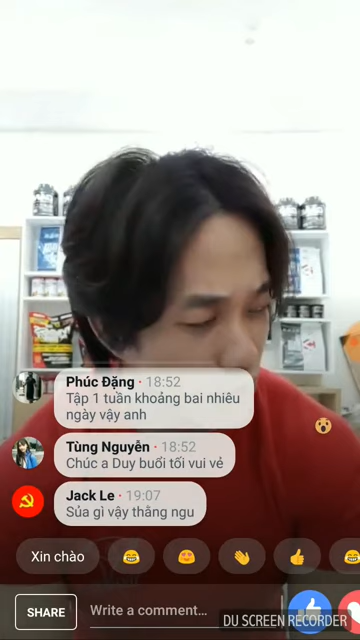 Phúc Đặng · 18:52
Tập 1 tuần khoảng bai nhiêu
ngày vậy anh
Tùng Nguyễn · 18:52
Chúc a Duy buổi tối vui vẻ
Jack Le · 19:07
Sủa gì vậy thằng ngu
Xin chào
SHARE
Write a comment...
DU SCREEN RECORDER